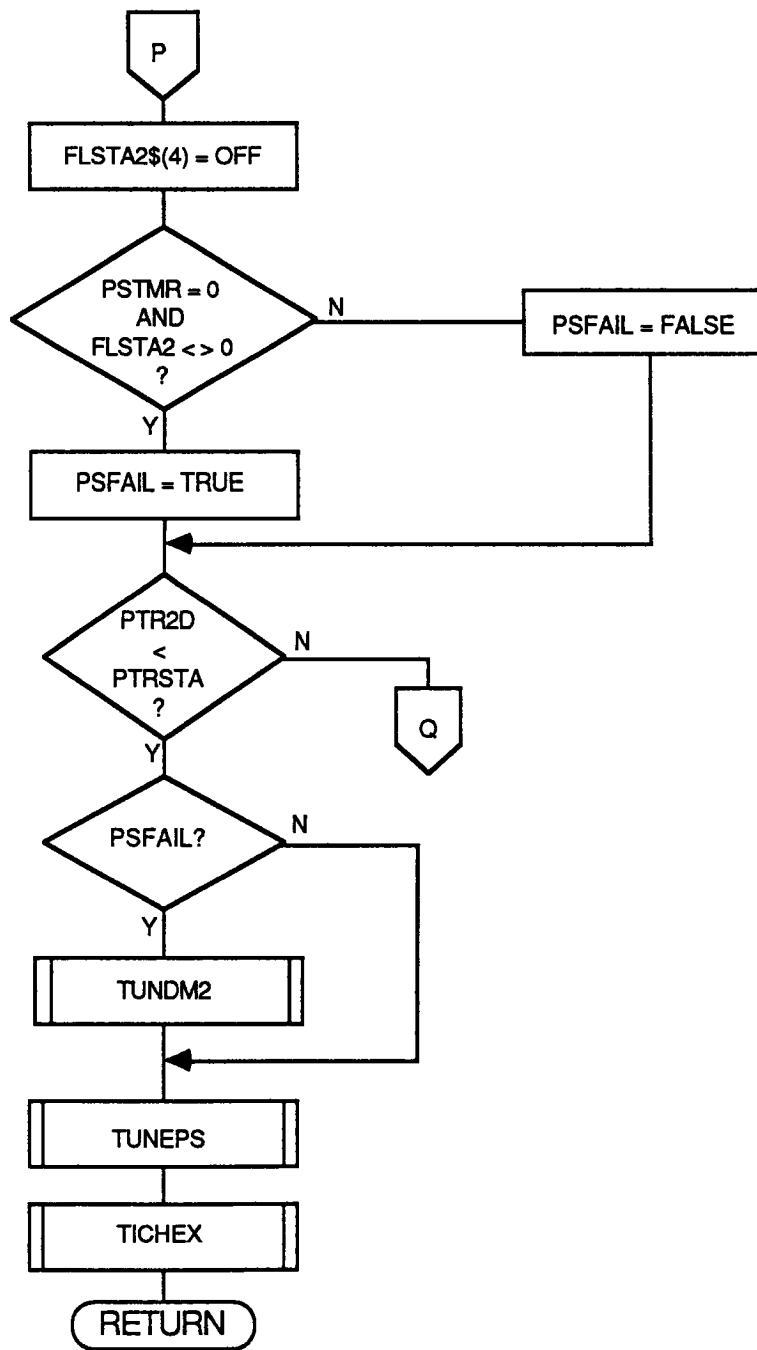 P
FLSTA2$(4) = OFF
PSTMR = 0
AND
FLSTA2 < > 0
?
N
PSFAIL = FALSE
Y
PSFAIL = TRUE
PTR2D
<
PTRSTA
?
N
Q
Y
PSFAIL?
N
Y
TUNDM2
TUNEPS
TICHEX
RETURN